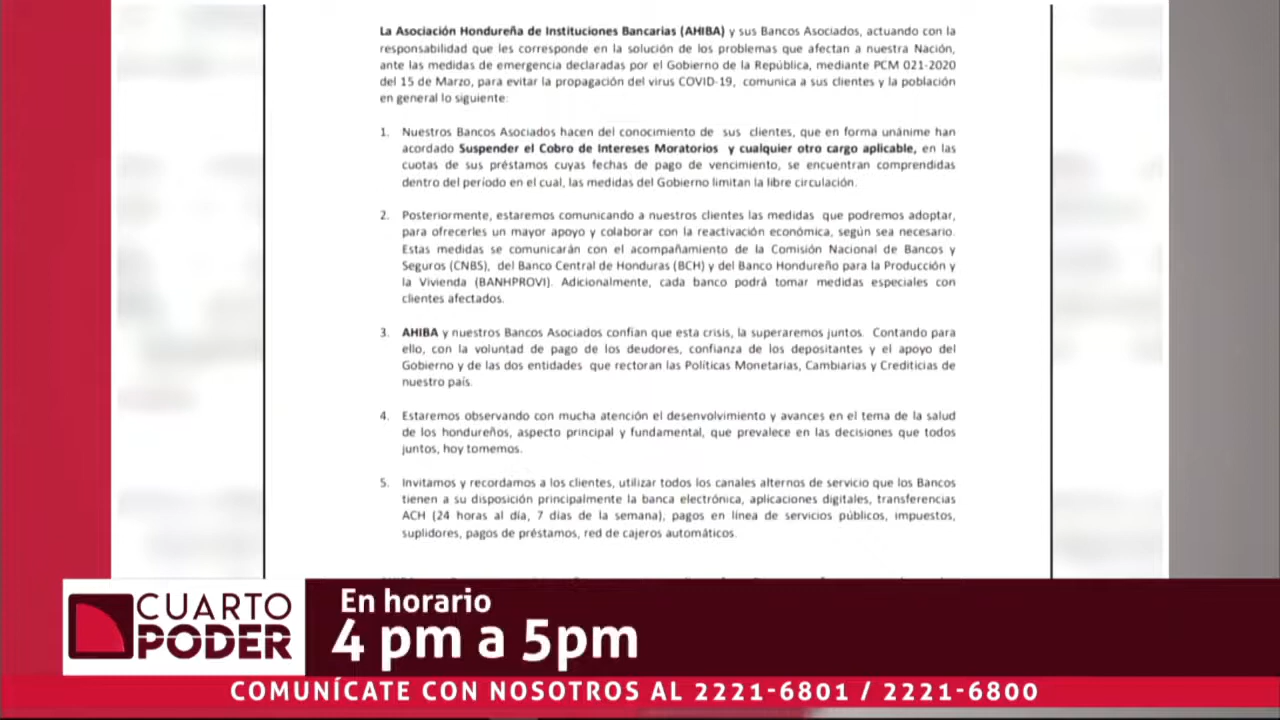 La Asociación Hondureña de Instituciones Bancarias (AHIBA) y sus Bancos Asociados, actuando con la
responsabilidad que les corresponde en la solución de los problemas que afectan a nuestra Nación,
ante las medidas de emergencia declaradas por el Gobierno de la República, mediante PCM 021-2020
del 15 de Marzo, para evitar la propagación del virus COVID-19, comunica a sus clientes y la población
en general lo siguiente:
1. Nuestros Bancos Asociados hacen del conocimiento de sus clientes, que en forma unánime han
acordado Suspender el Cobro de Intereses Moratorios y cualquier otro cargo aplicable, en las
cuotas de sus préstamos cuyas fechas de pago de vencimiento, se encuentran comprendidas
dentro del período en el cual, las medidas del Gobierno limitan la libre circulación.
2. Posteriormente, estaremos comunicando a nuestros clientes las medidas que podremos adoptar,
para ofrecerles un mayor apoyo y colaborar con la reactivación económica, según sea necesario.
Estas medidas se comunicarán con el acompañamiento de la Comisión Nacional de Bancos y
Seguros (CNBS), del Banco Central de Honduras (BCH) y del Banco Hondureño para la Producción y
la Vivienda (BANHPROVI). Adicionalmente, cada banco podrá tomar medidas especiales con
clientes afectados.
3. AHIBA y nuestros Bancos Asociados confían que esta crisis, la superaremos juntos. Contando para
ello, con la voluntad de pago de los deudores, confianza de los depositantes y el apoyo del
Gobierno y de las dos entidades que rectoran las Políticas Monetarias, Cambiarias y Crediticias de
nuestro país.
4. Estaremos observando con mucha atención el desenvolvimiento y avances en el tema de la salud
de los hondureños, aspecto principal y fundamental, que prevalece en las decisiones que todos
juntos, hoy tomemos.
5. Invitamos y recordamos a los clientes, utilizar todos los canales alternos de servicio que los Bancos
tienen a su disposición principalmente la banca electrónica, aplicaciones digitales, transferencias
ACH (24 horas al día, 7 días de la semana), pagos en línea de servicios públicos, impuestos,
suplidores, pagos de préstamos, red de cajeros automáticos.
CUARTO
PODER
En horario
4 pm a 5pm
COMUNÍCATE CON NOSOTROS AL 2221-6801 / 2221-6800